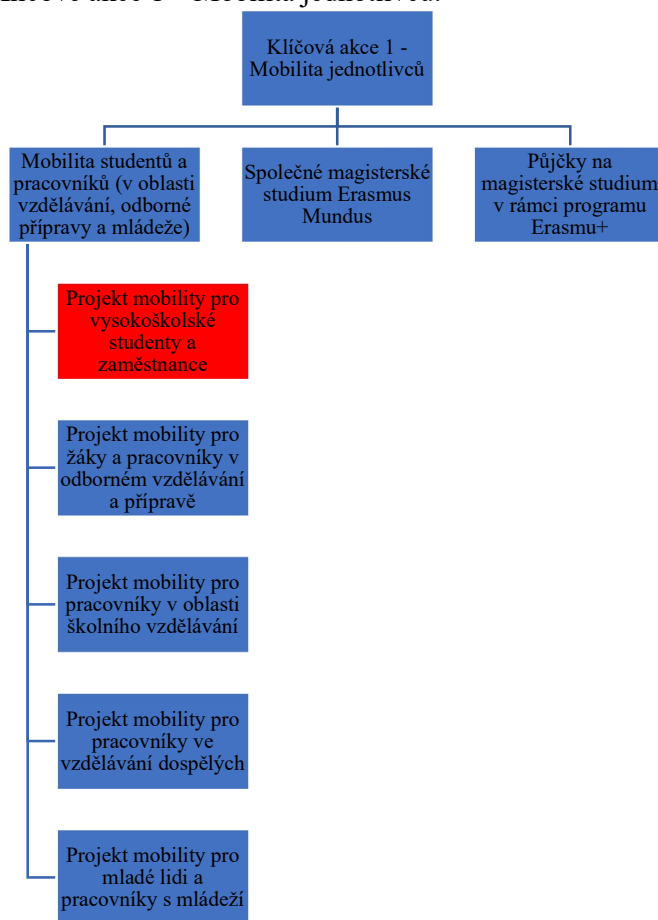 Klíčová akce 1 -
Mobilita jednotlivců
Mobilita studentů a
pracovníků (v oblasti
vzdělávání, odborné
přípravy a mládeže)
Společné magisterské
studium Erasmus
Mundus
Půjčky na
magisterské studium
v rámci programu
Erasmu+
Projekt mobility pro
vysokoškolské
studenty a
zaměstnance
Projekt mobility pro
žáky a pracovníky v
odborném vzdělávání
a přípravě
Projekt mobility pro
pracovníky v oblasti
školního vzdělávání
Projekt mobility pro
pracovníky ve
vzdělávání dospělých
Projekt mobility pro
mladé lidi a
pracovníky s mládeží